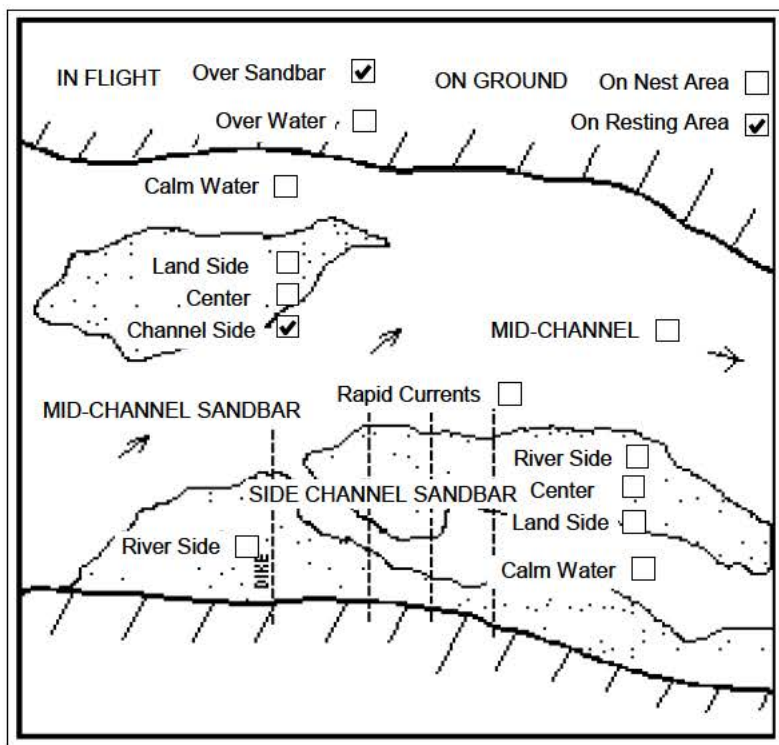 IN FLIGHT
Over Sandbar
ON GROUND
On Nest Area
Over Water
On Resting Area
Calm Water
Land Side
Center
Channel Side
MID-CHANNEL
Rapid Currents
MID-CHANNEL SANDBAR
River Side
SIDE CHANNEL SANDBAR
Center
Land Side
River Side
DIKE
Calm Water